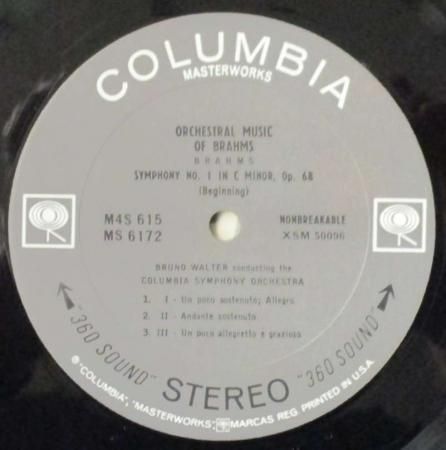 COLUMBIA
MASTERWORKS
ORCHESTRAL MUSIC
OF BRAHMS
BRAHMS
SYMPHONY NO. 1 IN C MINOR, Op. 68
(Beginning)
M4S 615
MS 6172
NONBREAKABLE
XSM 50096
BRUNO WALTER conducting the
COLUMBIA SYMPHONY ORCHESTRA
1. I - Un poco sostenuto; Allegro
2. II - Andante sostenuto
3. III - Un poco allegretto e grazioso
"360 SOUND" STEREO "360 SOUND"
® "COLUMBIA", "MASTERWORKS", MARCAS REG. PRINTED IN U.S.A.